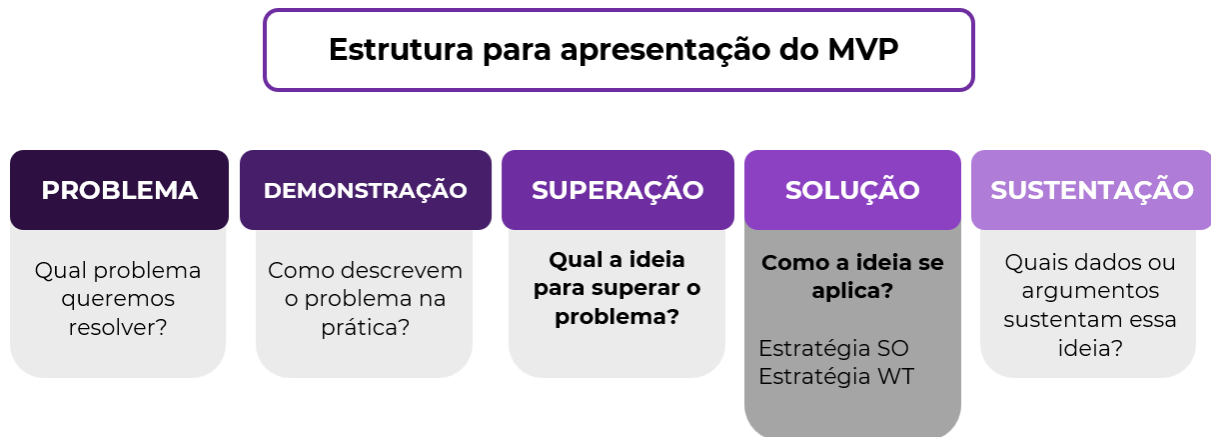 Estrutura para apresentação do MVP
PROBLEMA
Qual problema
queremos
resolver?
DEMONSTRAÇÃO
Como descrevem
o problema na
prática?
SUPERAÇÃO
Qual a ideia
para superar o
problema?
SOLUÇÃO
Como a ideia se
aplica?
Estratégia SO
Estratégia WT
SUSTENTAÇÃO
Quais dados ou
argumentos
sustentam essa
ideia?